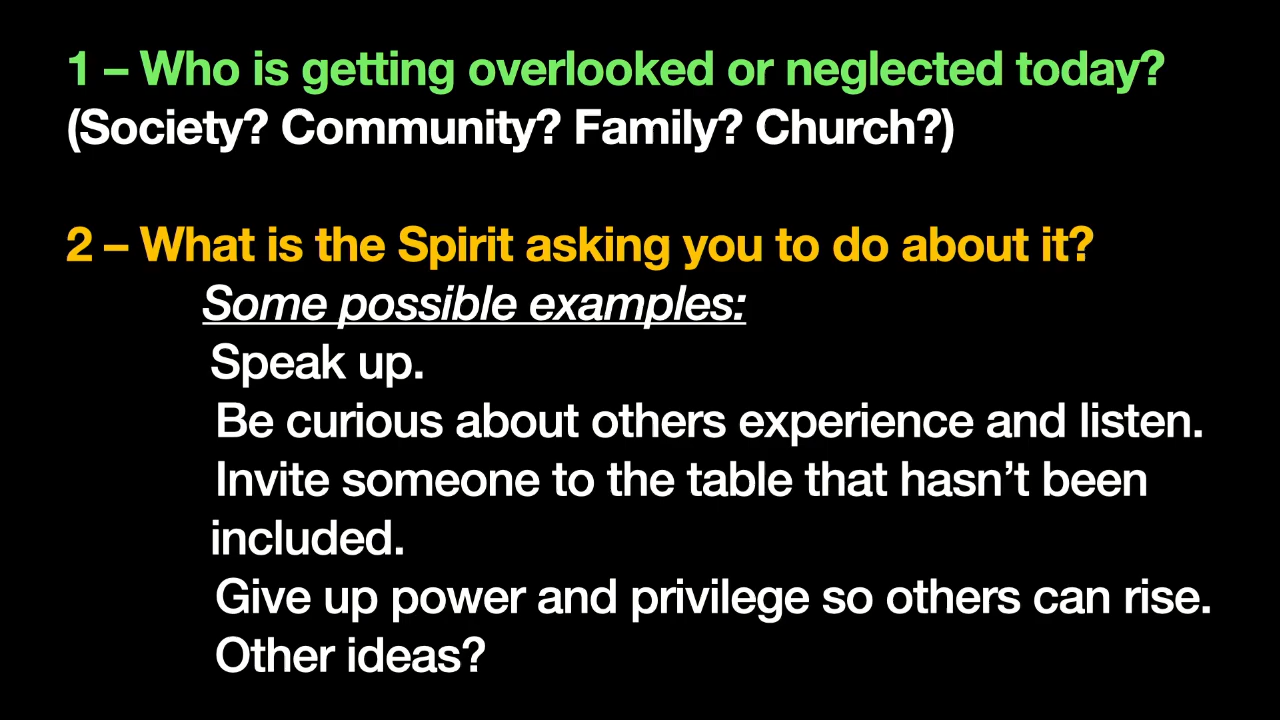 1 – Who is getting overlooked or neglected today?
(Society? Community? Family? Church?)
2 – What is the Spirit asking you to do about it?
Some possible examples:
Speak up.
Be curious about others experience and listen.
Invite someone to the table that hasn’t been
included.
Give up power and privilege so others can rise.
Other ideas?